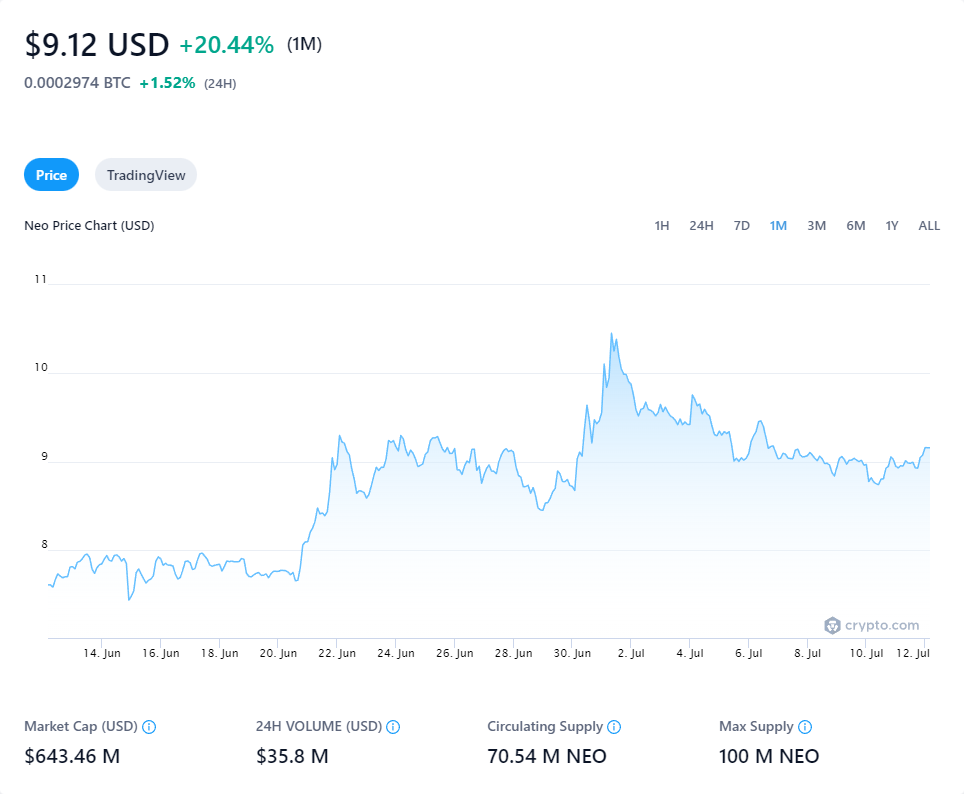 $9.12 USD +20.44% (1M)
0.0002974 BTC +1.52% (24H)
Price TradingView
Neo Price Chart (USD) 1H 24H 7D 1M 3M 6M 1Y ALL
11
10
9
8
crypto.com
14. Jun 16. Jun 18. Jun 20. Jun 22. Jun 24. Jun 26. Jun 28. Jun 30. Jun 2. Jul 4. Jul 6. Jul 8. Jul 10. Jul 12. Jul
Market Cap (USD) 24H VOLUME (USD) Circulating Supply Max Supply
$643.46 M $35.8 M 70.54 M NEO 100 M NEO